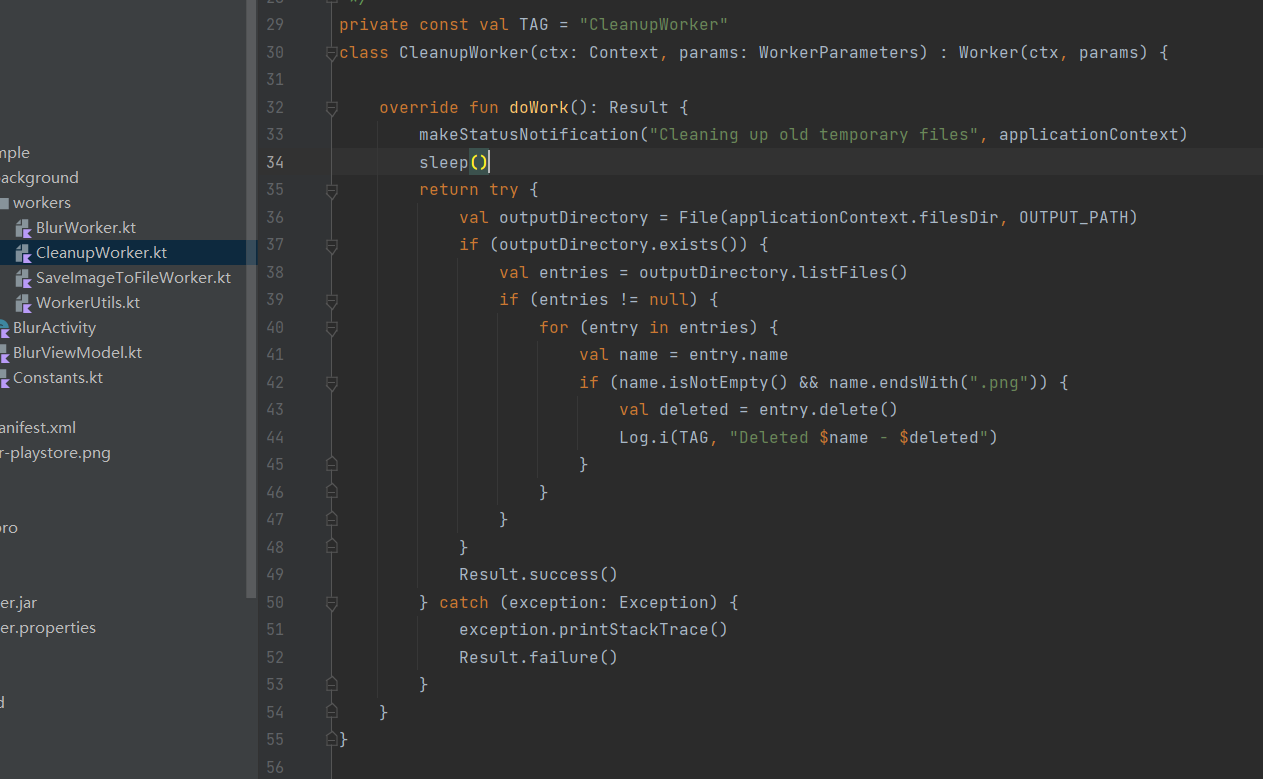 mple
ackground
workers
BlurWorker.kt
CleanupWorker.kt
SaveImageToFileWorker.kt
WorkerUtils.kt
BlurActivity
BlurViewModel.kt
Constants.kt
anifest.xml
r-playstore.png
ro
er.jar
er.properties
d
28 */
29 private const val TAG = "CleanupWorker"
30 class CleanupWorker(ctx: Context, params: WorkerParameters) : Worker(ctx, params) {
31
32 override fun doWork(): Result {
33 makeStatusNotification("Cleaning up old temporary files", applicationContext)
34 sleep()
35 return try {
36 val outputDirectory = File(applicationContext.filesDir, OUTPUT_PATH)
37 if (outputDirectory.exists()) {
38 val entries = outputDirectory.listFiles()
39 if (entries != null) {
40 for (entry in entries) {
41 val name = entry.name
42 if (name.isNotEmpty() && name.endsWith(".png")) {
43 val deleted = entry.delete()
44 Log.i(TAG, "Deleted $name - $deleted")
45 }
46 }
47 }
48 }
49 Result.success()
50 } catch (exception: Exception) {
51 exception.printStackTrace()
52 Result.failure()
53 }
54 }
55 }
56